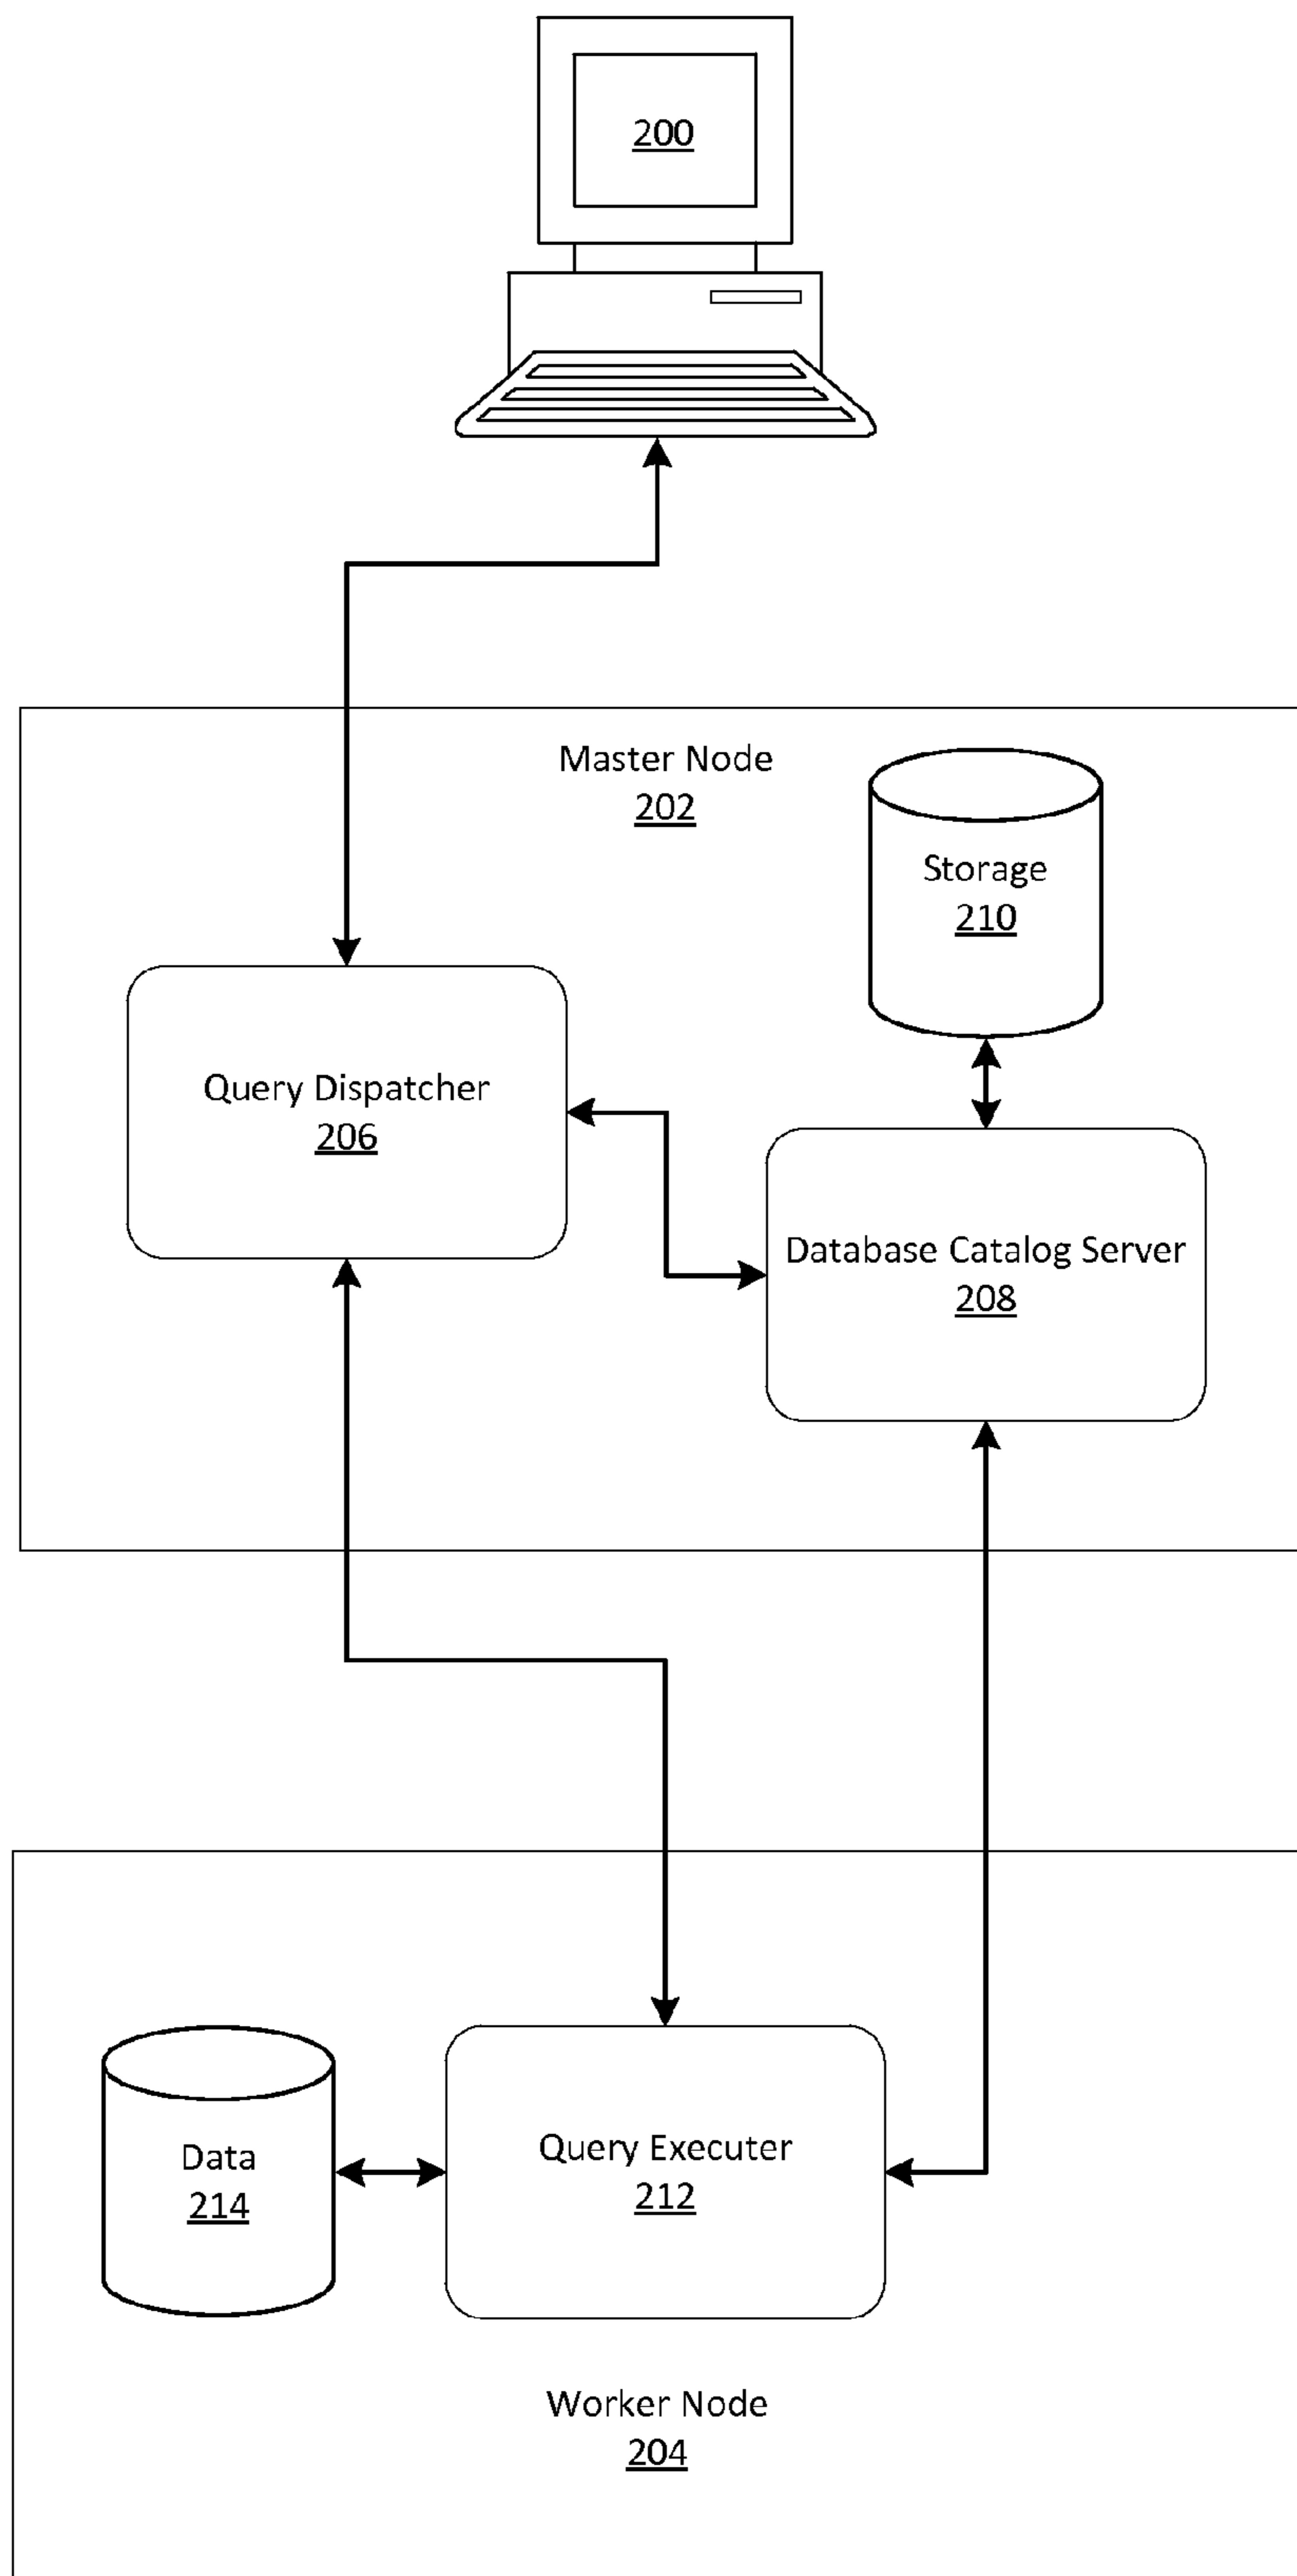 200
Master Node
202
Storage
210
Query Dispatcher
206
Database Catalog Server
208
Data
214
Query Executer
212
Worker Node
204